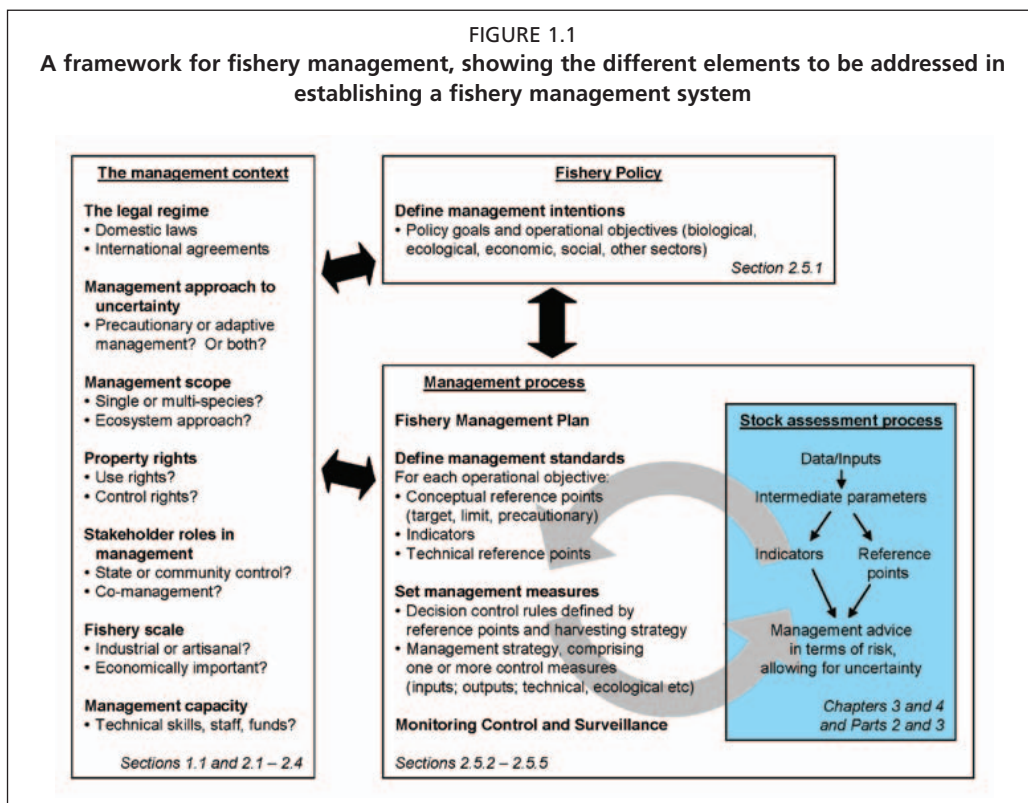 FIGURE 1.1
A framework for fishery management, showing the different elements to be addressed in
establishing a fishery management system
The management context
The legal regime
• Domestic laws
• International agreements
Management approach to
uncertainty
• Precautionary or adaptive
management? Or both?
Management scope
• Single or multi-species?
• Ecosystem approach?
Property rights
• Use rights?
• Control rights?
Stakeholder roles in
management
• State or community control?
• Co-management?
Fishery scale
• Industrial or artisanal?
• Economically important?
Management capacity
• Technical skills, staff, funds?
Sections 1.1 and 2.1 – 2.4
Fishery Policy
Define management intentions
• Policy goals and operational objectives (biological,
ecological, economic, social, other sectors)
Section 2.5.1
Management process
Fishery Management Plan
Define management standards
For each operational objective:
• Conceptual reference points
(target, limit, precautionary)
• Indicators
• Technical reference points
Set management measures
• Decision control rules defined by
reference points and harvesting strategy
• Management strategy, comprising
one or more control measures
(inputs; outputs; technical, ecological etc)
Monitoring Control and Surveillance
Sections 2.5.2 – 2.5.5
Stock assessment process
Data/Inputs
Intermediate parameters
Indicators
Reference
points
Management advice
in terms of risk,
allowing for uncertainty
Chapters 3 and 4
and Parts 2 and 3